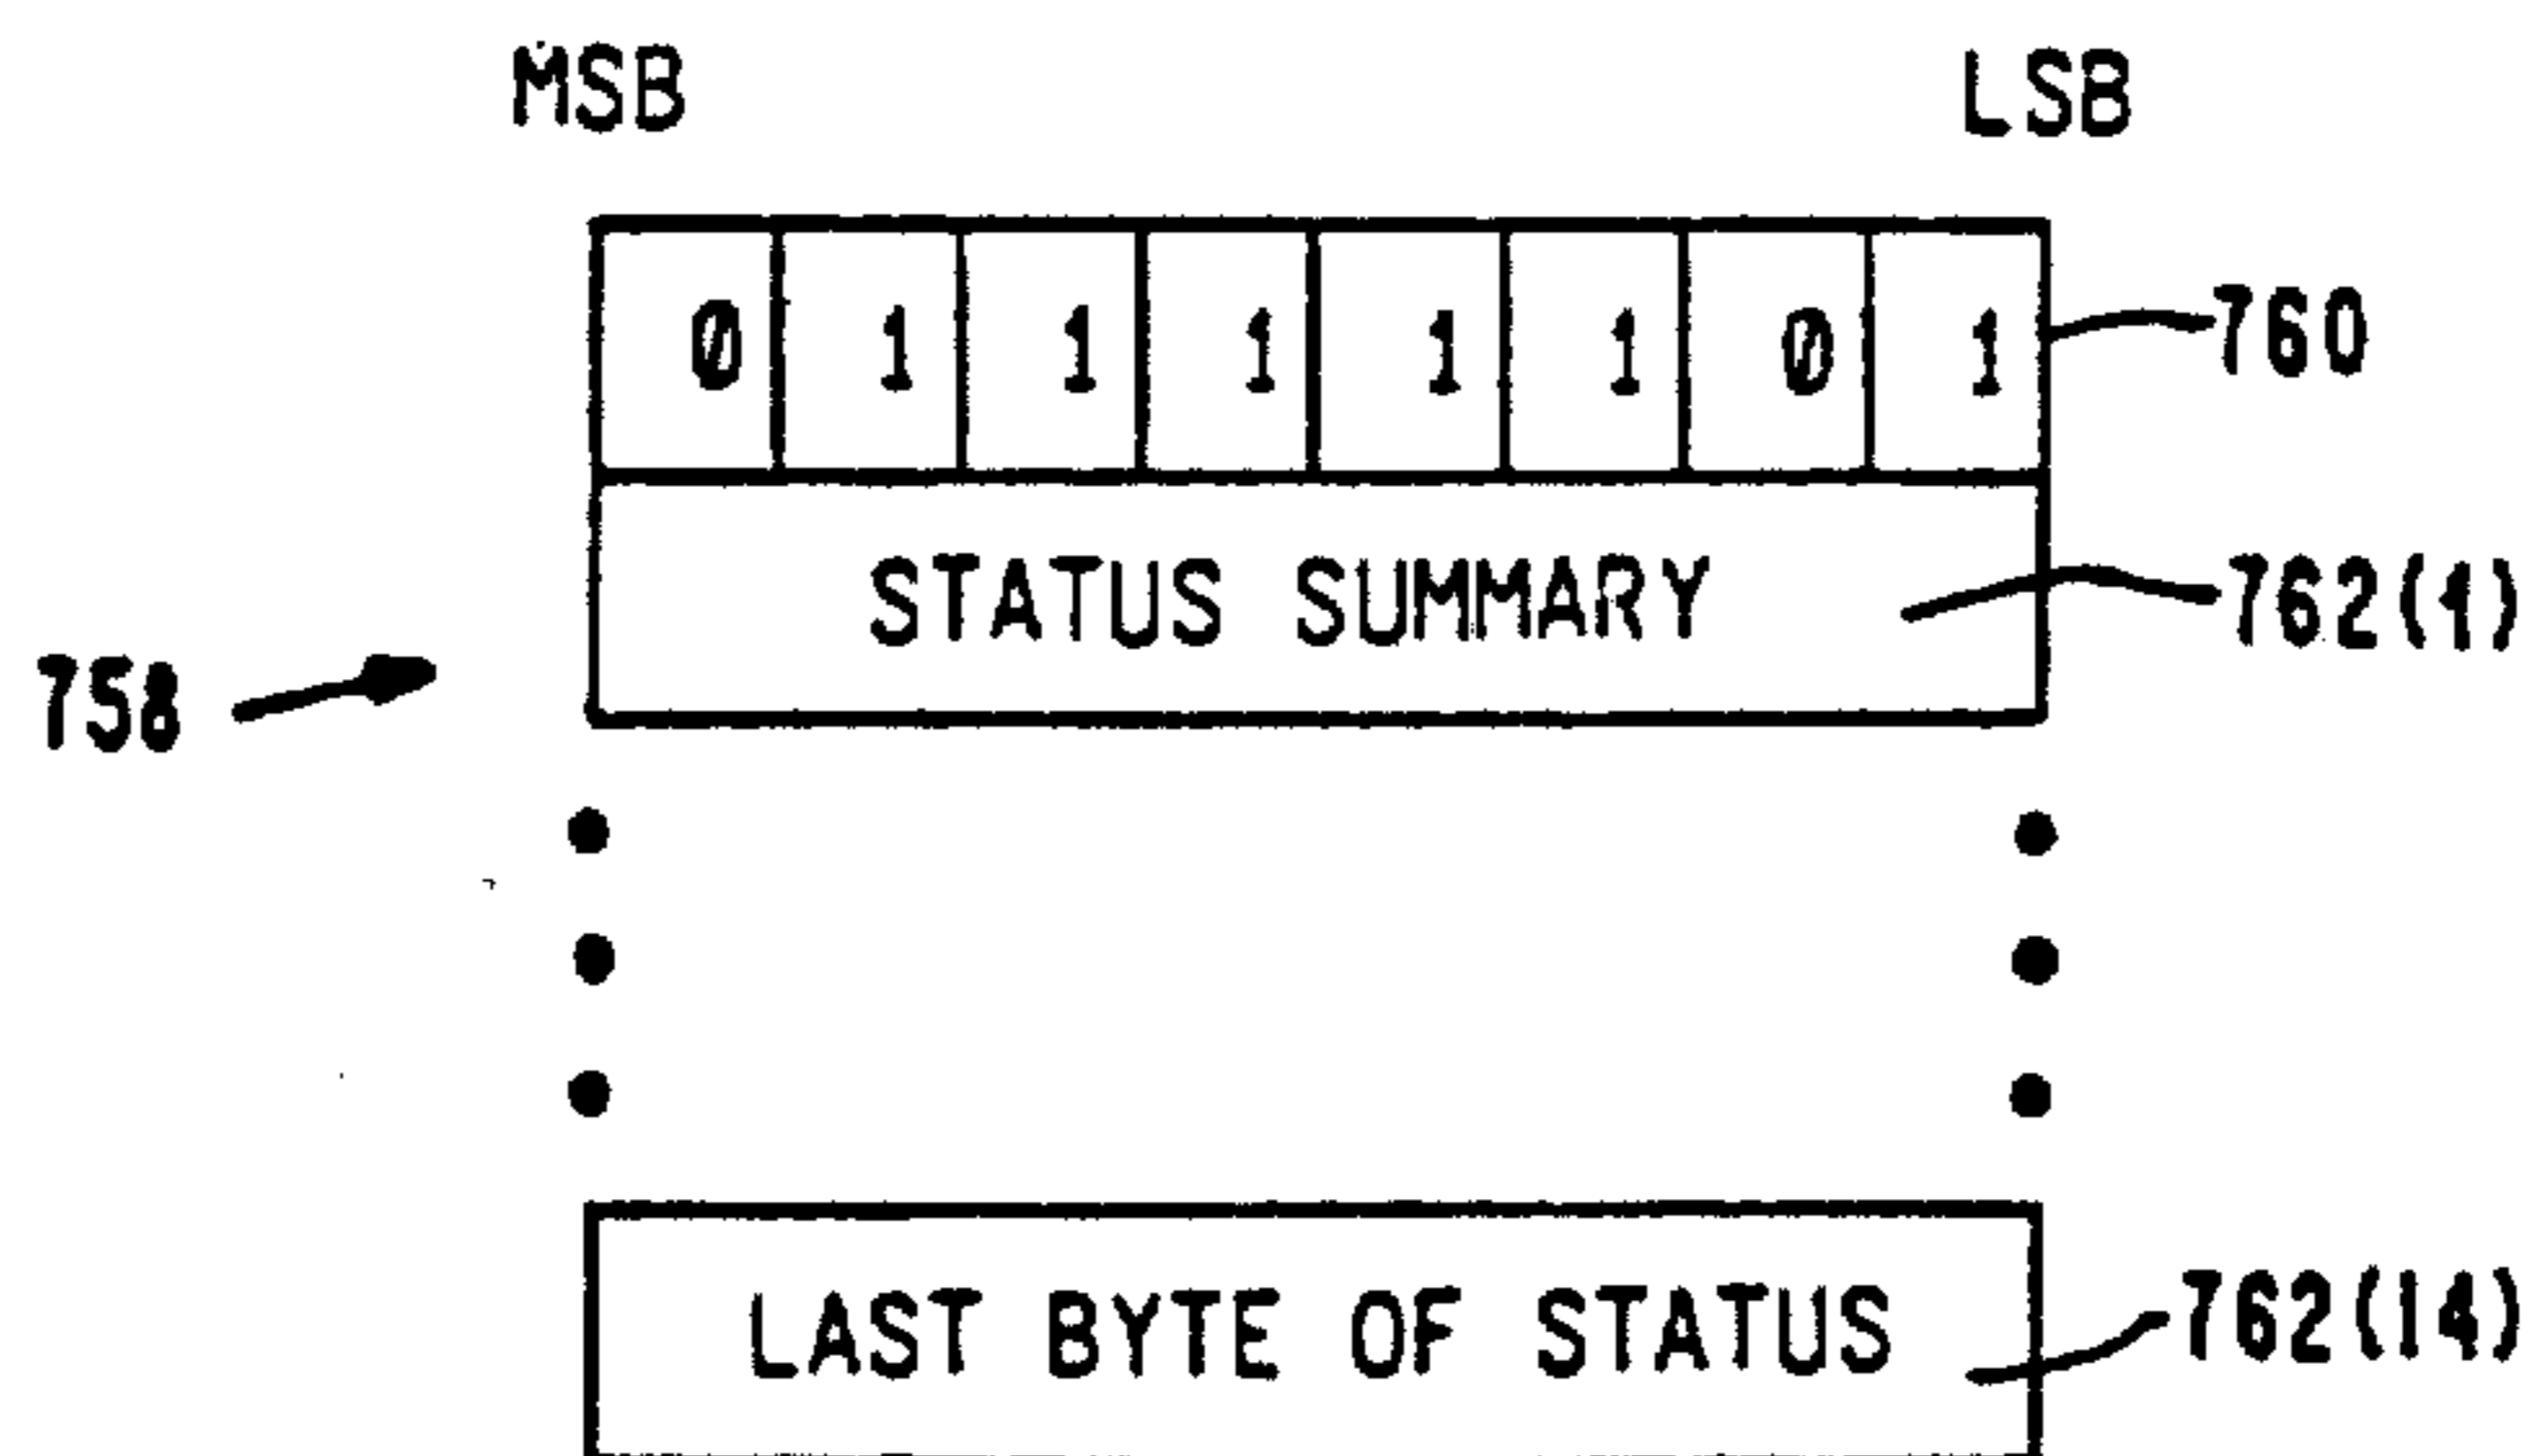 MSB LSB
0 1 1 1 1 1 0 1 760
STATUS SUMMARY 762(1)
758
LAST BYTE OF STATUS 762(14)